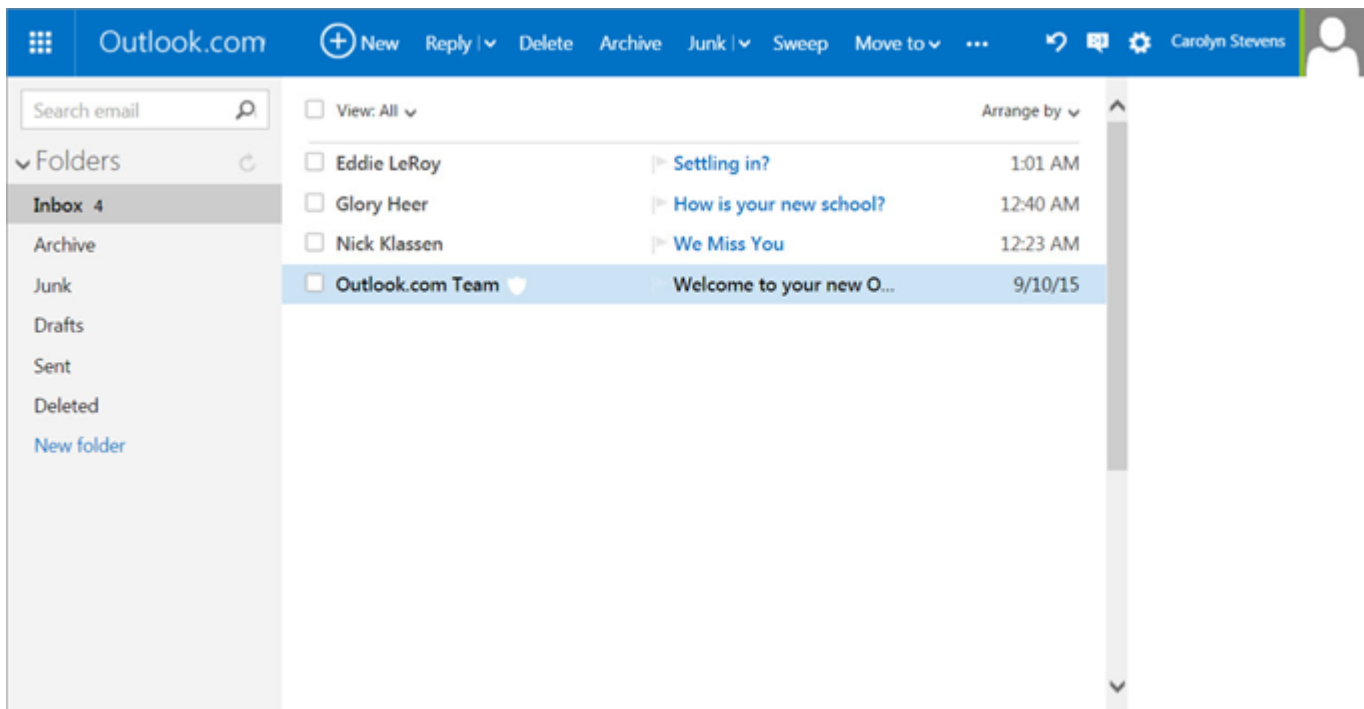 Outlook.com New Reply Delete Archive Junk Sweep Move to ... Carolyn Stevens
Search email
View: All Arrange by
Folders
Eddie LeRoy Settling in? 1:01 AM
Inbox 4
Glory Heer How is your new school? 12:40 AM
Archive
Nick Klassen We Miss You 12:23 AM
Junk
Outlook.com Team Welcome to your new O... 9/10/15
Drafts
Sent
Deleted
New folder